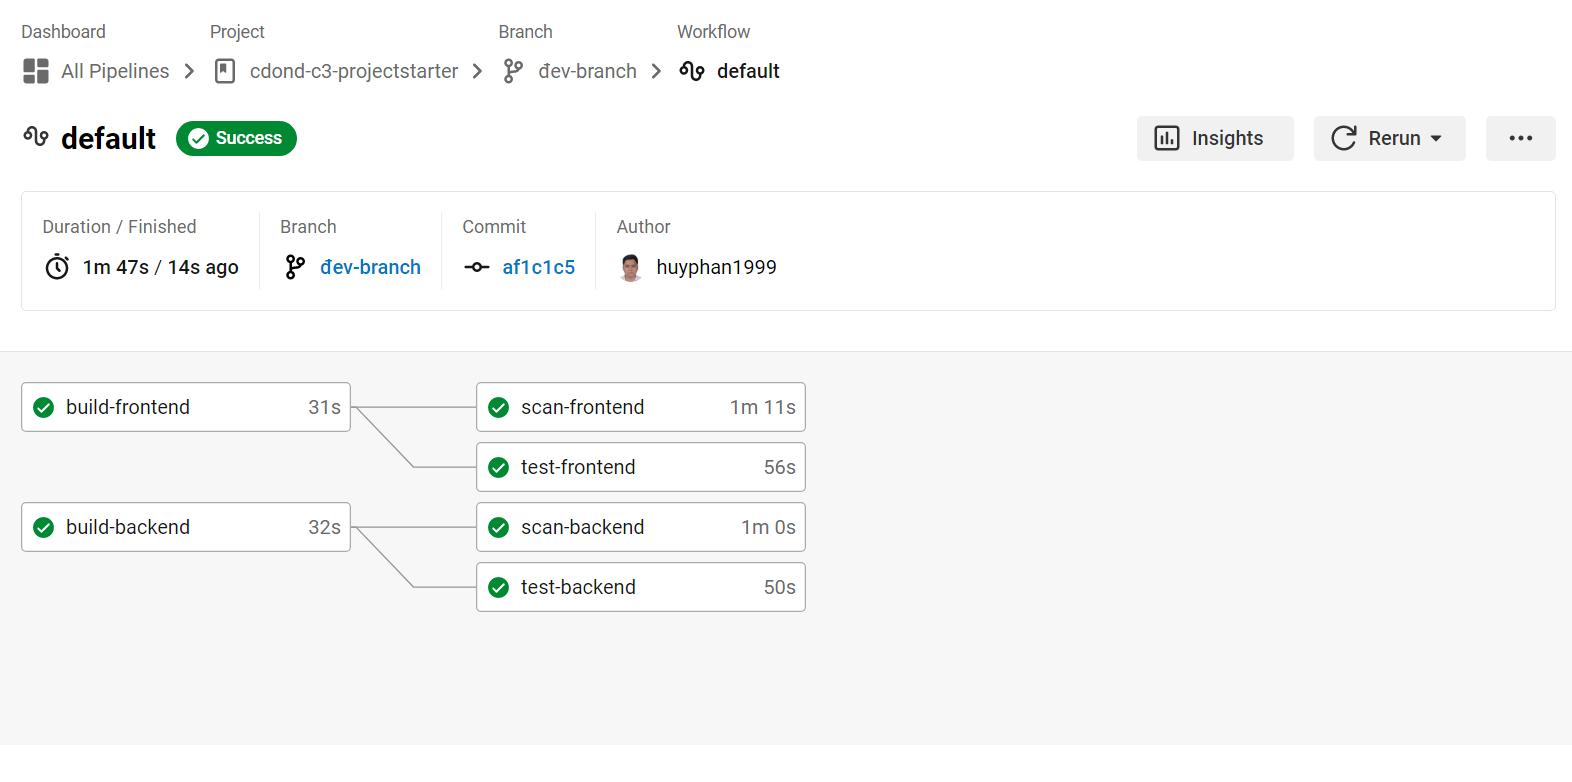 Dashboard Project Branch Workflow
All Pipelines cdond-c3-projectstarter đev-branch default
default Success Insights Rerun
Duration / Finished Branch Commit Author
1m 47s / 14s ago đev-branch af1c1c5 huyphan1999
build-frontend 31s scan-frontend 1m 11s
test-frontend 56s
build-backend 32s scan-backend 1m 0s
test-backend 50s